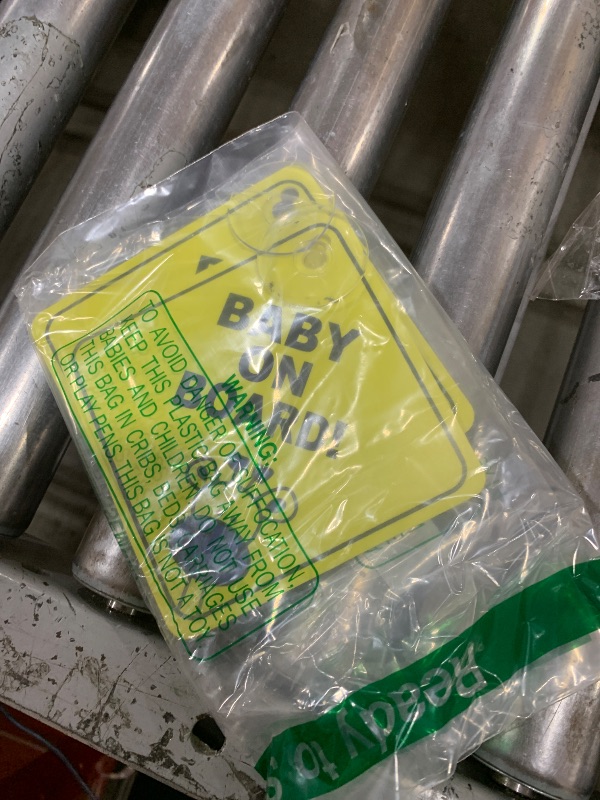 BABY
ON
BOARD!
WARNING:
TO AVOID DANGER OF SUFFOCATION,
KEEP THIS PLASTIC BAG AWAY FROM
BABIES AND CHILDREN. DO NOT USE
THIS BAG IN CRIBS, BEDS, CARRIAGES
OR PLAY PENS. THIS BAG IS NOT A TOY
Ready to S